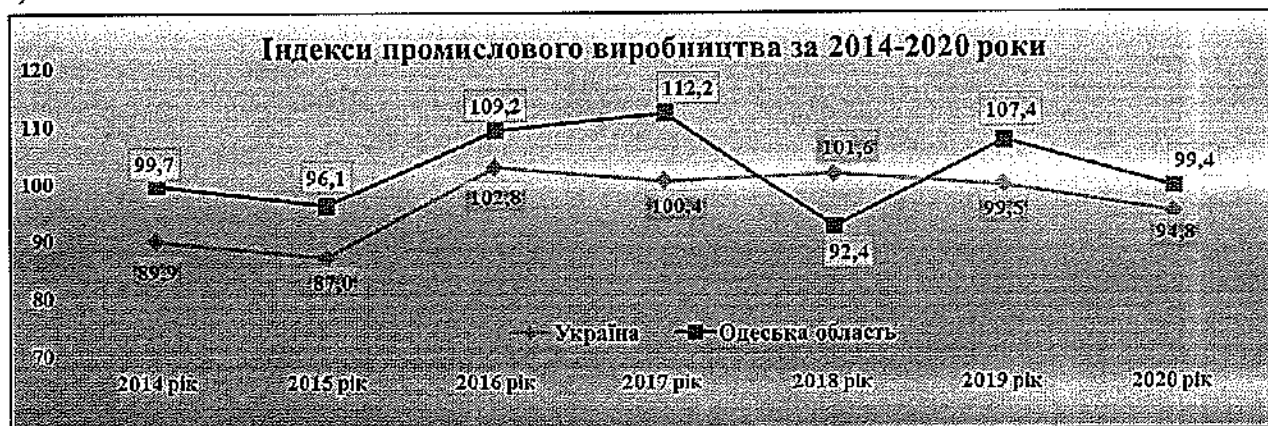 Індекси промислового виробництва за 2014-2020 роки
120
110
100
90
80
70
99,7
96,1
109,2
112,2
92,4
107,4
99,4
89,9
87,0
102,8
100,4
101,6
99,5
94,8
Україна
Одеська область
2014 рік
2015 рік
2016 рік
2017 рік
2018 рік
2019 рік
2020 рік